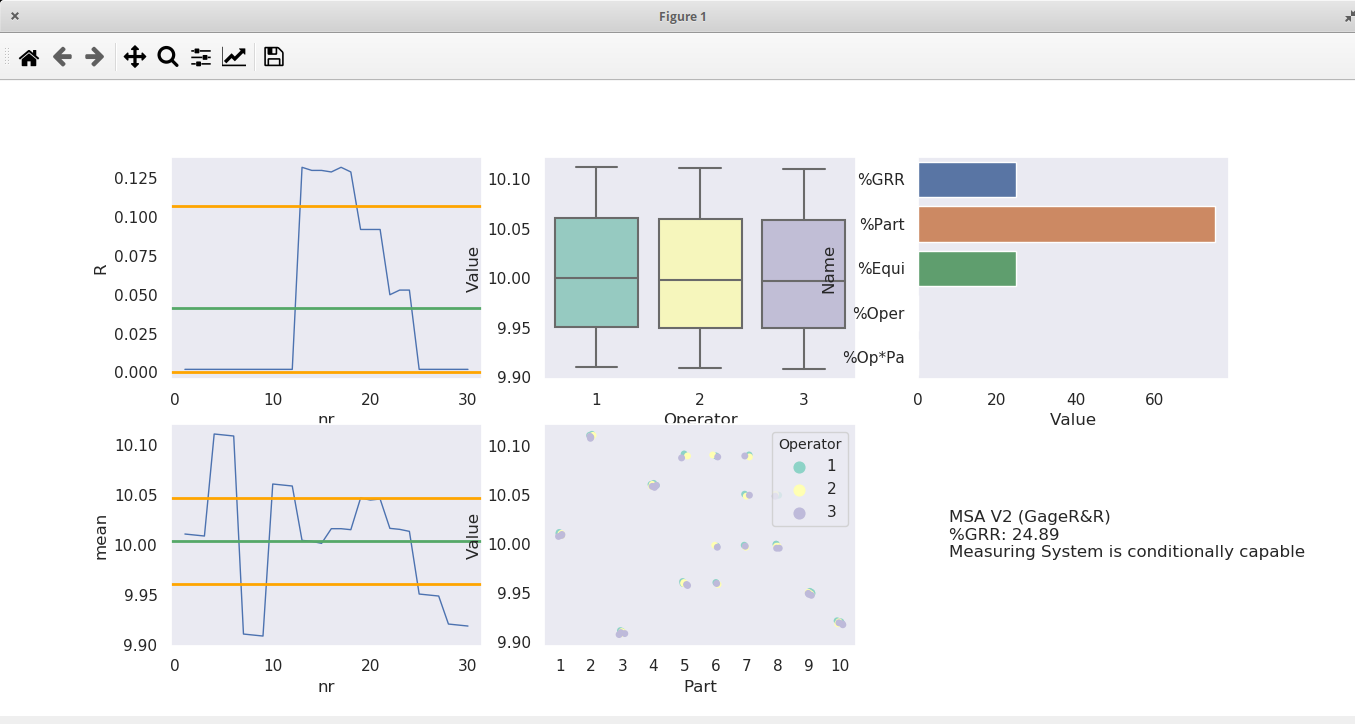 Figure 1
0.125
0.100
0.075
0.050
0.025
0.000
R
0 10 20 30
nr
10.10
10.05
10.00
9.95
9.90
Value
1 2 3
Operator
%GRR
%Part
%Equi
%Oper
%Op*Pa
Name
0 20 40 60
Value
10.10
10.05
10.00
9.95
9.90
mean
0 10 20 30
nr
10.10
10.05
10.00
9.95
9.90
Value
Operator
1
2
3
1 2 3 4 5 6 7 8 9 10
Part
MSA V2 (GageR&R)
%GRR: 24.89
Measuring System is conditionally capable